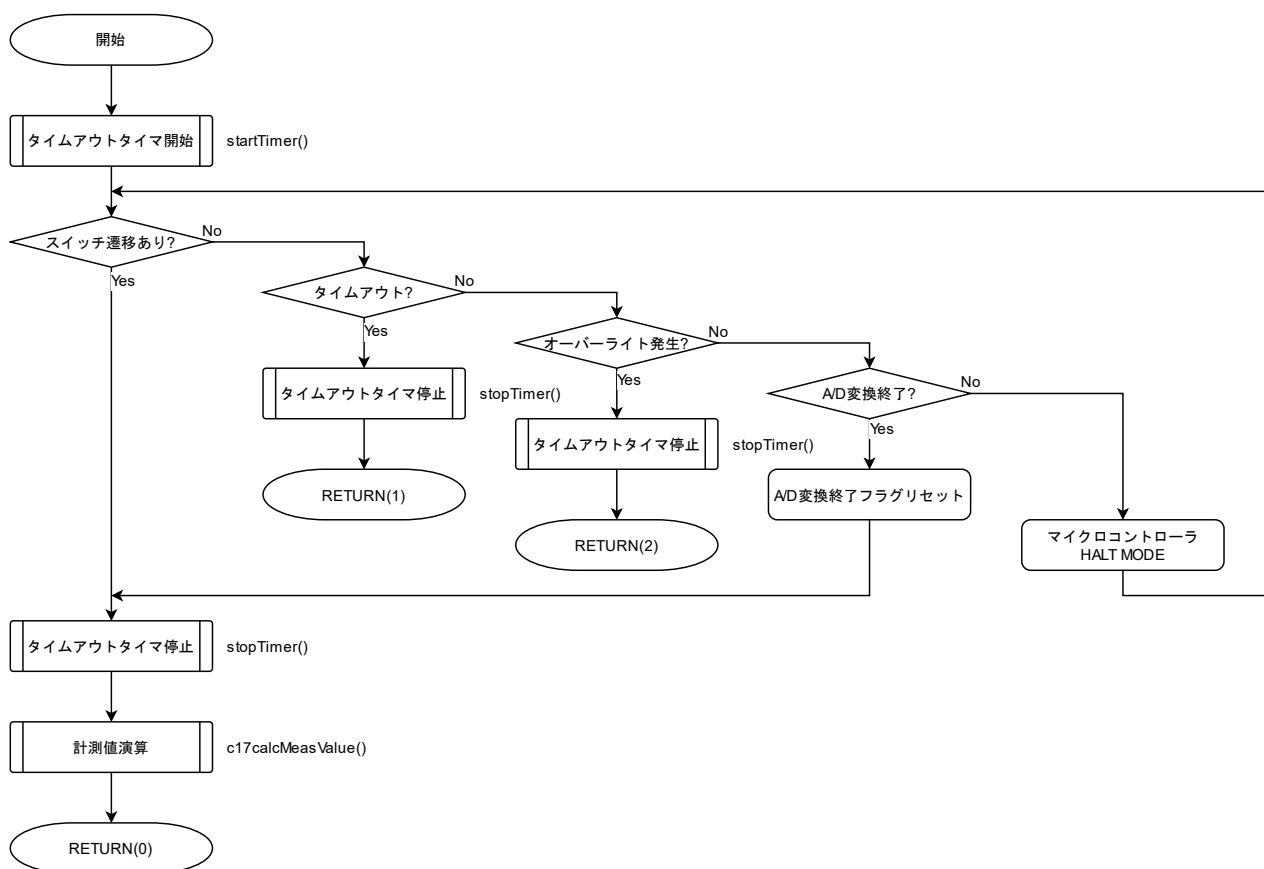 開始
タイムアウトタイマ開始
startTimer()
スイッチ遷移あり?
No
Yes
タイムアウト?
No
Yes
オーバーライト発生?
No
Yes
A/D変換終了?
No
Yes
タイムアウトタイマ停止
stopTimer()
タイムアウトタイマ停止
stopTimer()
RETURN(1)
A/D変換終了フラグリセット
RETURN(2)
マイクロコントローラ
HALT MODE
タイムアウトタイマ停止
stopTimer()
計測値演算
c17calcMeasValue()
RETURN(0)